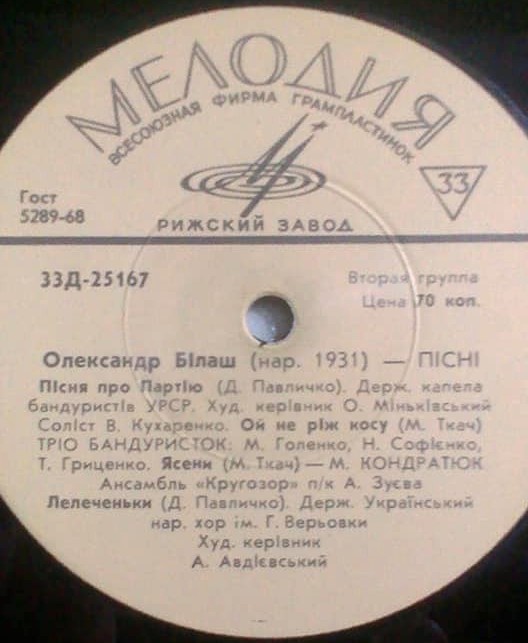 МЕЛОДИЯ
ВСЕСОЮЗНАЯ ФИРМА ГРАМПЛАСТИНОК
33
Гост
5289-68
РИЖСКИЙ ЗАВОД
33Д-25167
Вторая группа
Цена 70 коп.
Олександр Білаш (нар. 1931) — ПІСНІ
Пісня про Партію (Д. Павличко). Держ. капела
бандуристів УРСР. Худ. керівник О. Міньківський
Соліст В. Кухаренко. Ой не ріж косу (М. Ткач)
ТРІО БАНДУРИСТОК: М. Голенко, Н. Софієнко,
Т. Гриценко. Ясени (М. Ткач) — М. КОНДРАТЮК
Ансамбль «Кругозор» п/к А. Зуєва
Лелеченьки (Д. Павличко). Держ. Український
нар. хор ім. Г. Верьовки
Худ. керівник
А. Авдієвський